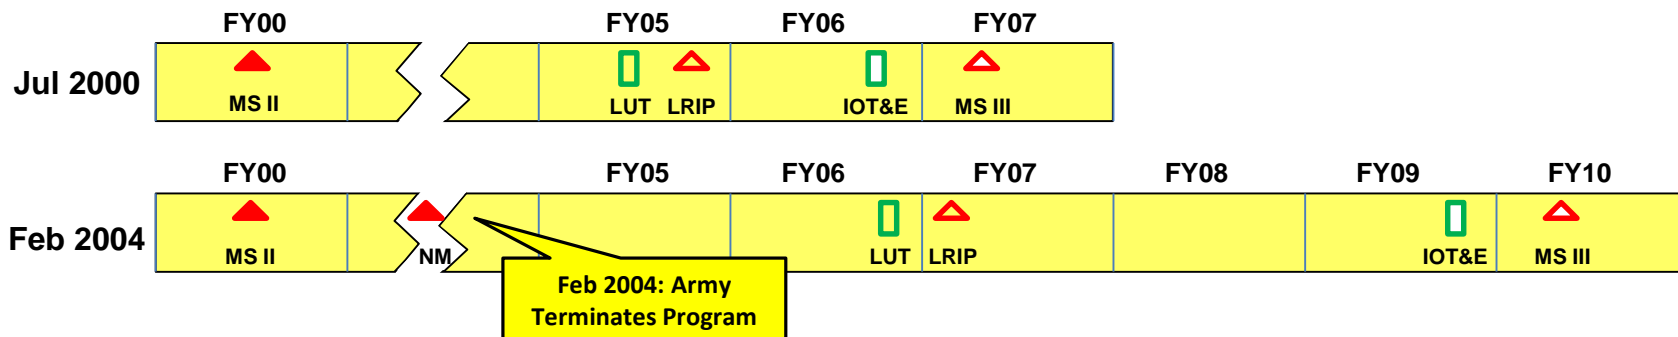 FY00 FY05 FY06 FY07
Jul 2000
MS II LUT LRIP IOT&E MS III
FY00 FY05 FY06 FY07 FY08 FY09 FY10
Feb 2004
MS II NM LUT LRIP IOT&E MS III
Feb 2004: Army
Terminates Program